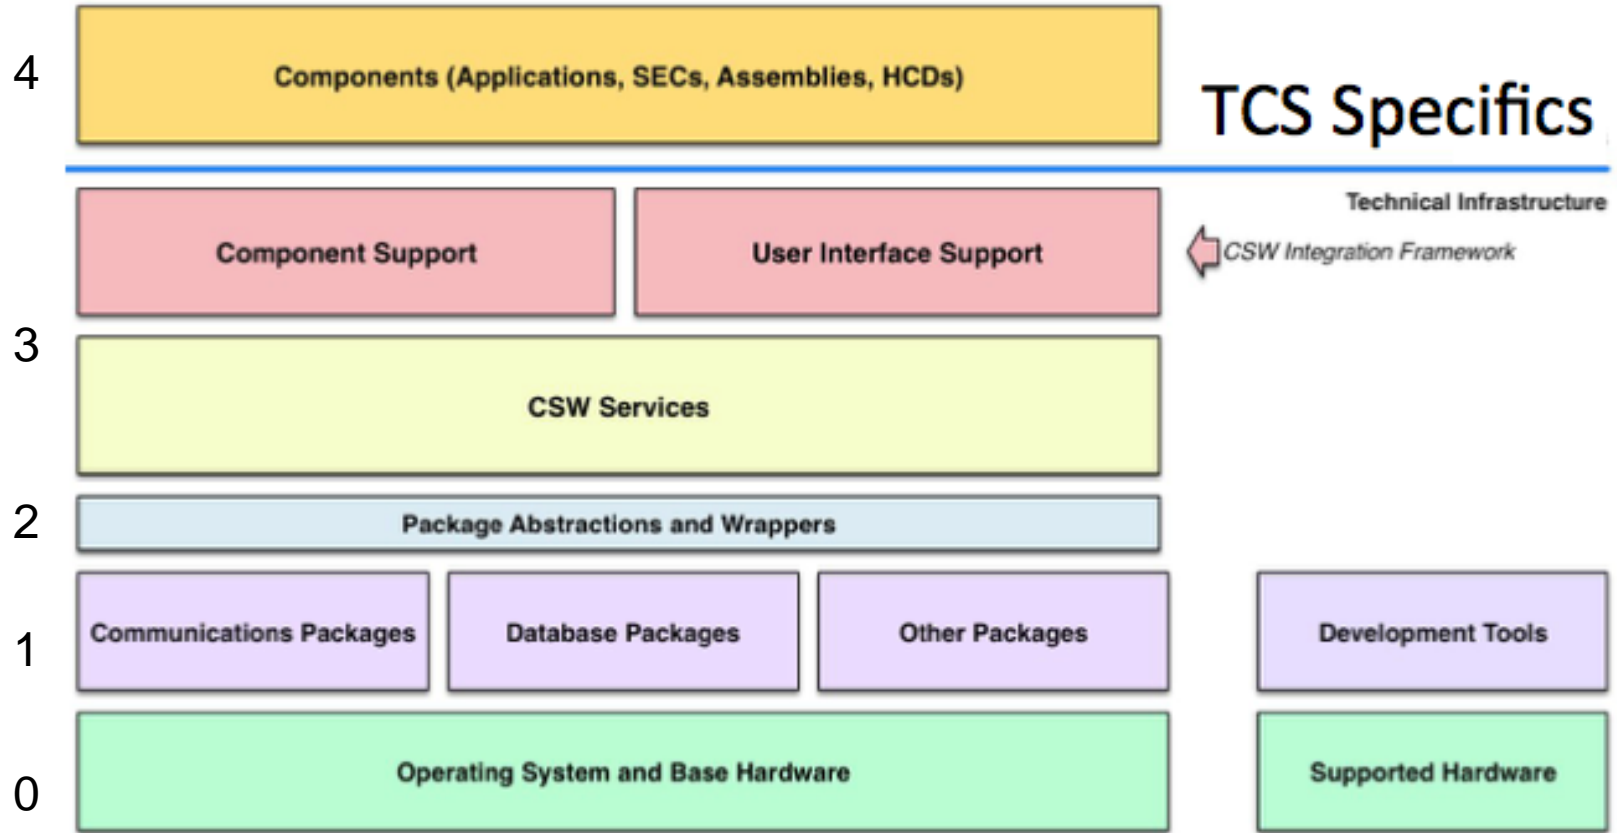 4
Components (Applications, SECs, Assemblies, HCDs)
TCS Specifics
Technical Infrastructure
Component Support
User Interface Support
CSW Integration Framework
3
CSW Services
2
Package Abstractions and Wrappers
1
Communications Packages
Database Packages
Other Packages
Development Tools
0
Operating System and Base Hardware
Supported Hardware